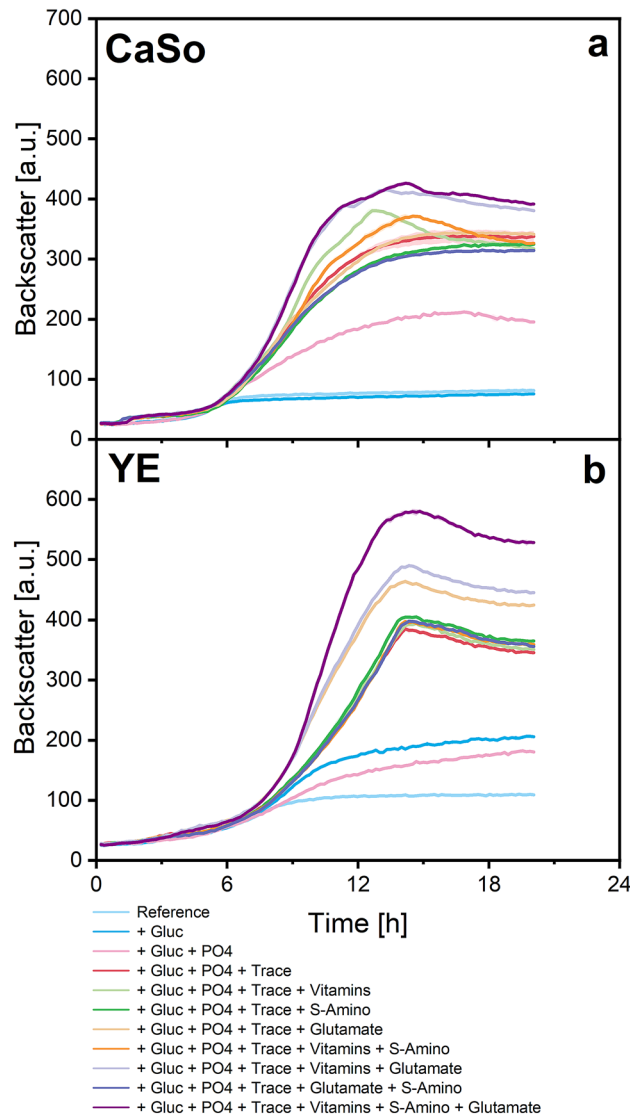 700
CaSo
a
600
500
400
300
200
100
0
Backscatter [a.u.]
YE
b
600
500
400
300
200
100
0
Backscatter [a.u.]
0 6 12 18 24
Time [h]
Reference
+ Gluc
+ Gluc + PO4
+ Gluc + PO4 + Trace
+ Gluc + PO4 + Trace + Vitamins
+ Gluc + PO4 + Trace + S-Amino
+ Gluc + PO4 + Trace + Glutamate
+ Gluc + PO4 + Trace + Vitamins + S-Amino
+ Gluc + PO4 + Trace + Vitamins + Glutamate
+ Gluc + PO4 + Trace + Glutamate + S-Amino
+ Gluc + PO4 + Trace + Vitamins + S-Amino + Glutamate